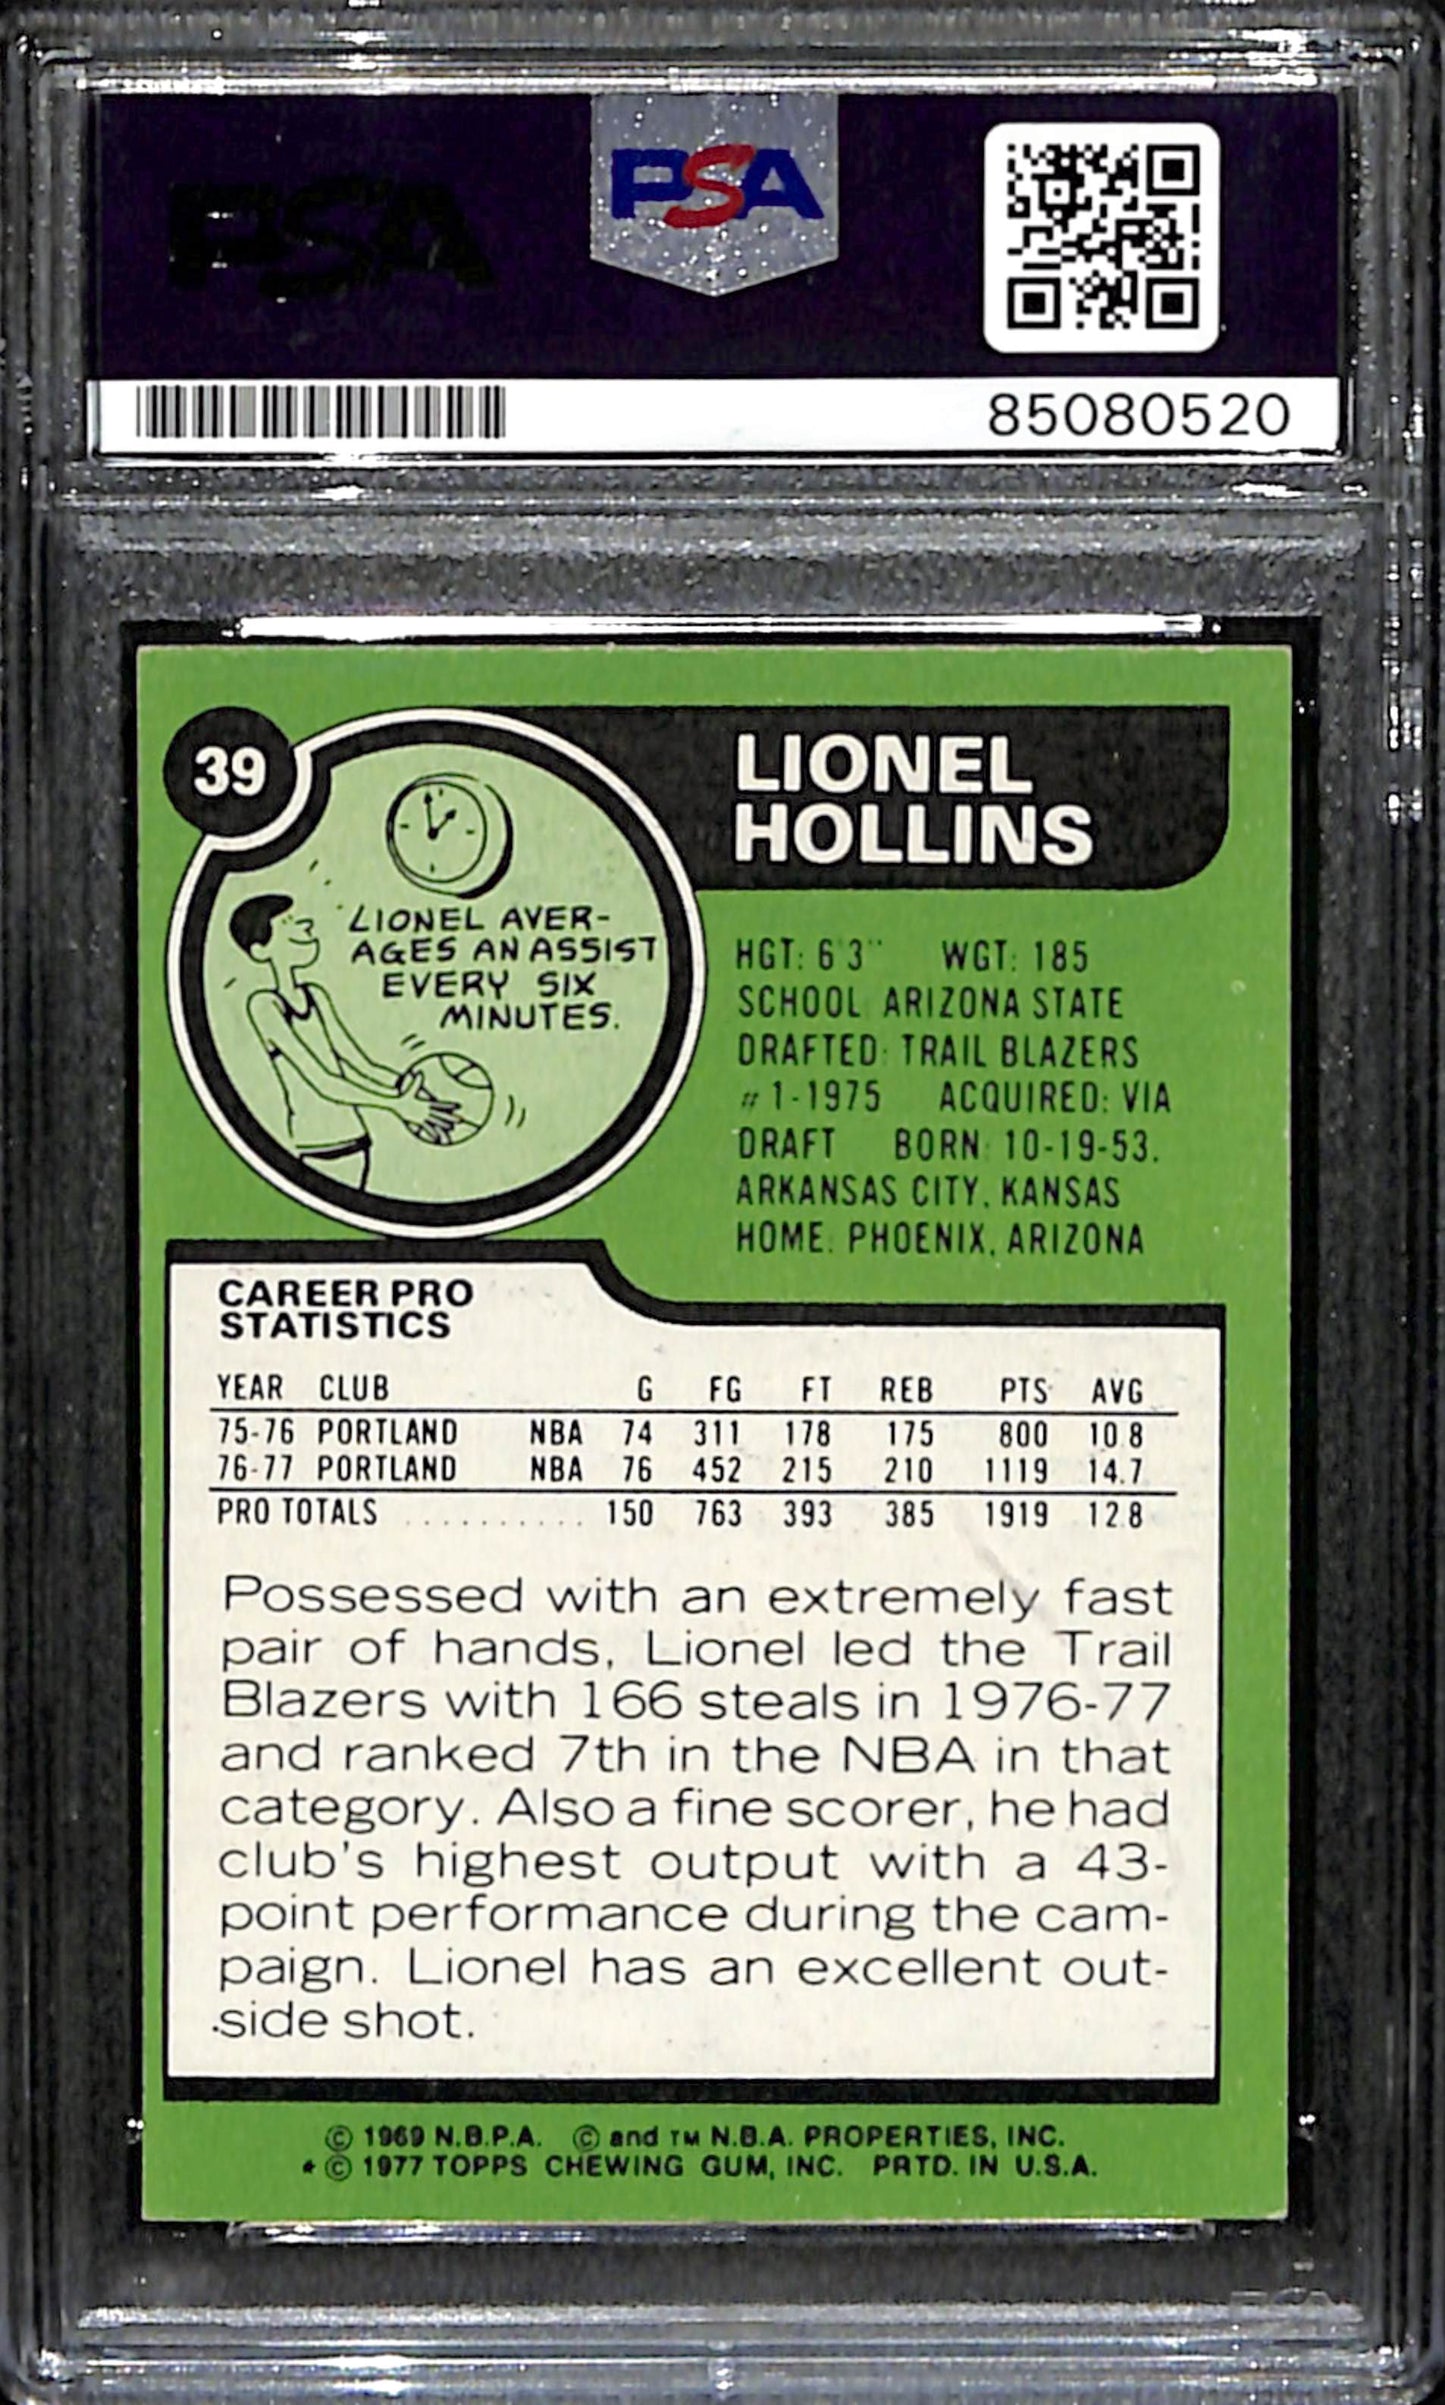 PSA
PSA
85080520
39
LIONEL
HOLLINS
LIONEL AVER-
AGES AN ASSIST
EVERY SIX
MINUTES.
HGT: 6'3" WGT: 185
SCHOOL: ARIZONA STATE
DRAFTED: TRAIL BLAZERS
#1-1975 ACQUIRED: VIA
DRAFT BORN: 10-19-53,
ARKANSAS CITY, KANSAS
HOME: PHOENIX, ARIZONA
CAREER PRO
STATISTICS
YEAR CLUB G FG FT REB PTS AVG
75-76 PORTLAND NBA 74 311 178 175 800 10.8
76-77 PORTLAND NBA 76 452 215 210 1119 14.7
PRO TOTALS . . . . . . . . . . . 150 763 393 385 1919 12.8
Possessed with an extremely fast
pair of hands, Lionel led the Trail
Blazers with 166 steals in 1976-77
and ranked 7th in the NBA in that
category. Also a fine scorer, he had
club's highest output with a 43-
point performance during the cam-
paign. Lionel has an excellent out-
side shot.
© 1969 N.B.P.A. © and TM N.B.A. PROPERTIES, INC.
* © 1977 TOPPS CHEWING GUM, INC. PRTD. IN U.S.A.